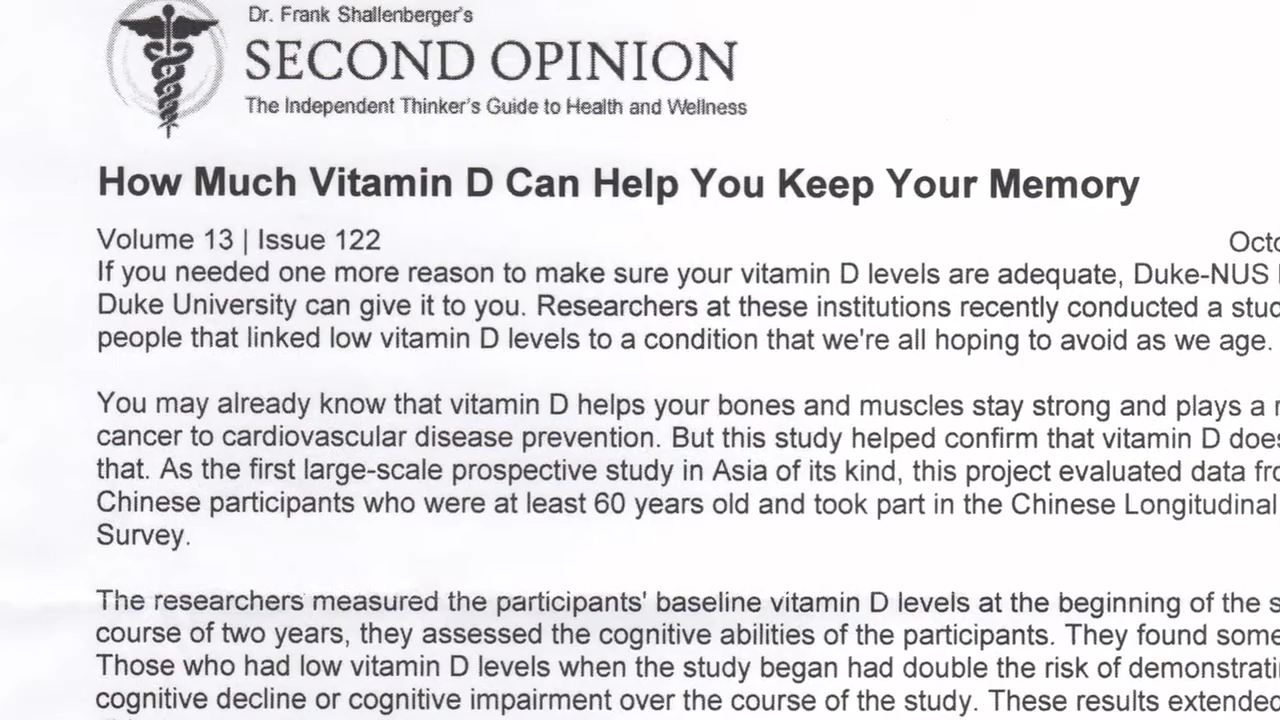 Dr. Frank Shallenberger's
SECOND OPINION
The Independent Thinker's Guide to Health and Wellness
How Much Vitamin D Can Help You Keep Your Memory
Volume 13 | Issue 122
If you needed one more reason to make sure your vitamin D levels are adequate, Duke-NUS
Duke University can give it to you. Researchers at these institutions recently conducted a
people that linked low vitamin D levels to a condition that we're all hoping to avoid as we age.
You may already know that vitamin D helps your bones and muscles stay strong and plays a
cancer to cardiovascular disease prevention. But this study helped confirm that vitamin D
that. As the first large-scale prospective study in Asia of its kind, this project evaluated data
Chinese participants who were at least 60 years old and took part in the Chinese Longitudinal
Survey.
The researchers measured the participants' baseline vitamin D levels at the beginning of the
course of two years, they assessed the cognitive abilities of the participants. They found some
Those who had low vitamin D levels when the study began had double the risk of
cognitive decline or cognitive impairment over the course of the study. These results extended